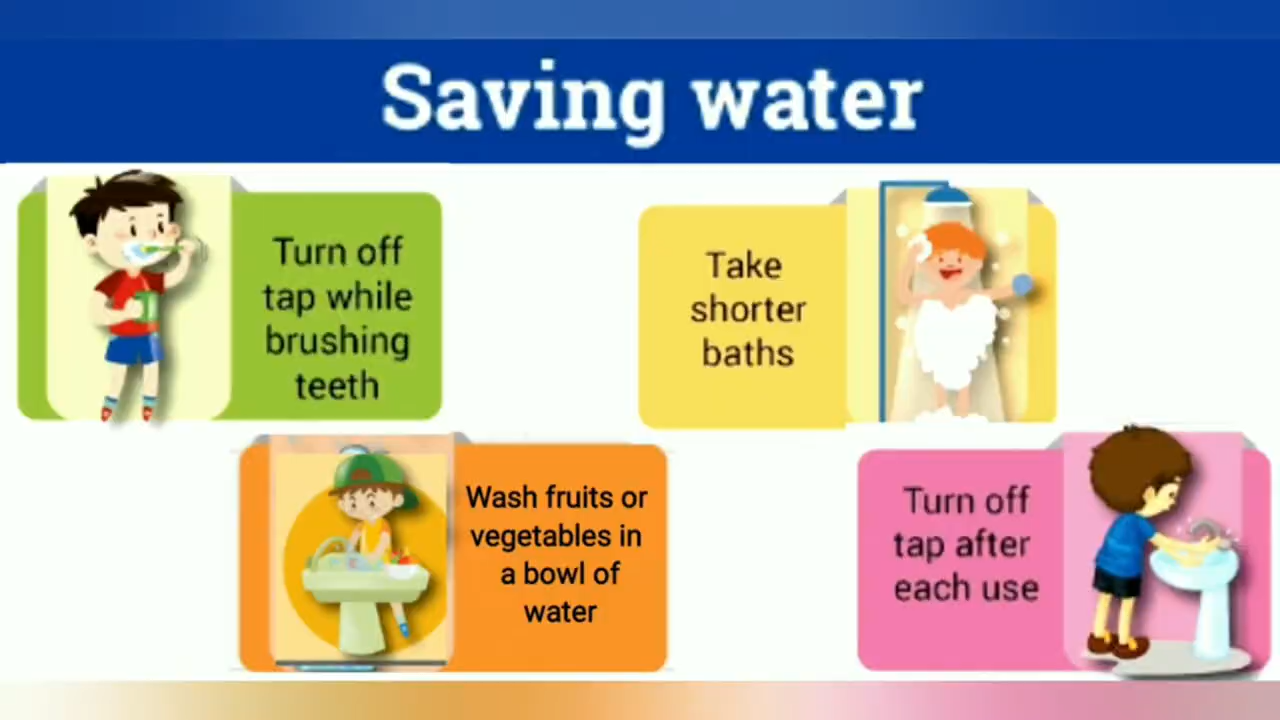 Saving water
Turn off
tap while
brushing
teeth
Take
shorter
baths
Wash fruits or
vegetables in
a bowl of
water
Turn off
tap after
each use